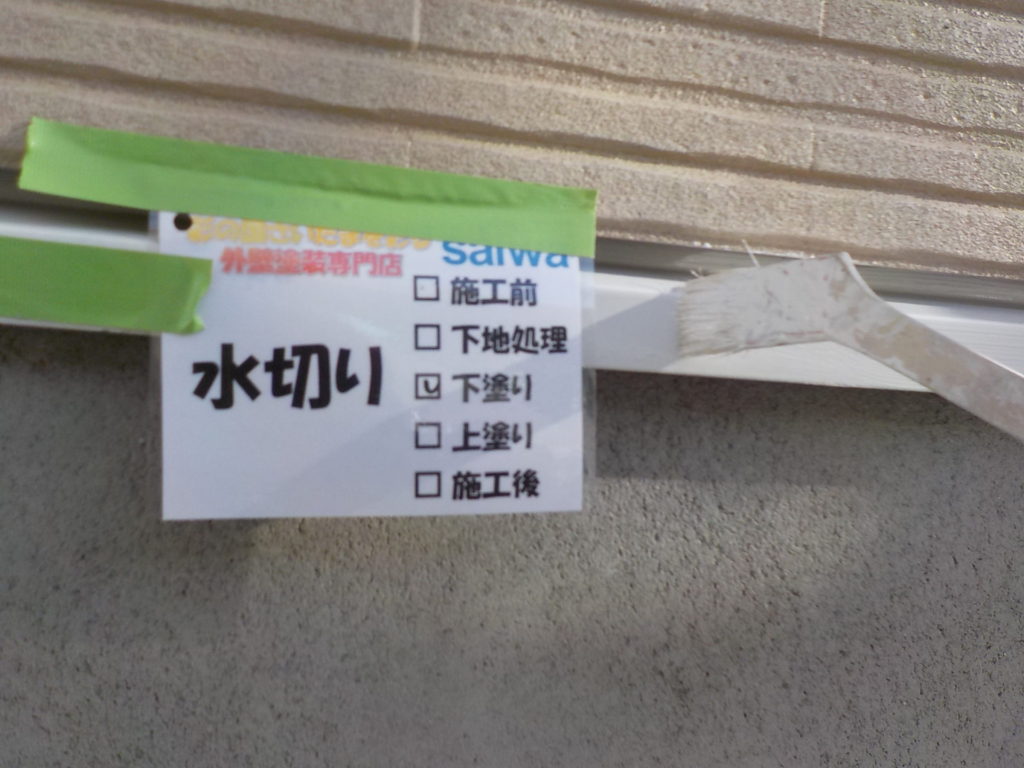 saiwa
外壁塗装専門店
水切り
□ 施工前
□ 下地処理
☑ 下塗り
□ 上塗り
□ 施工後